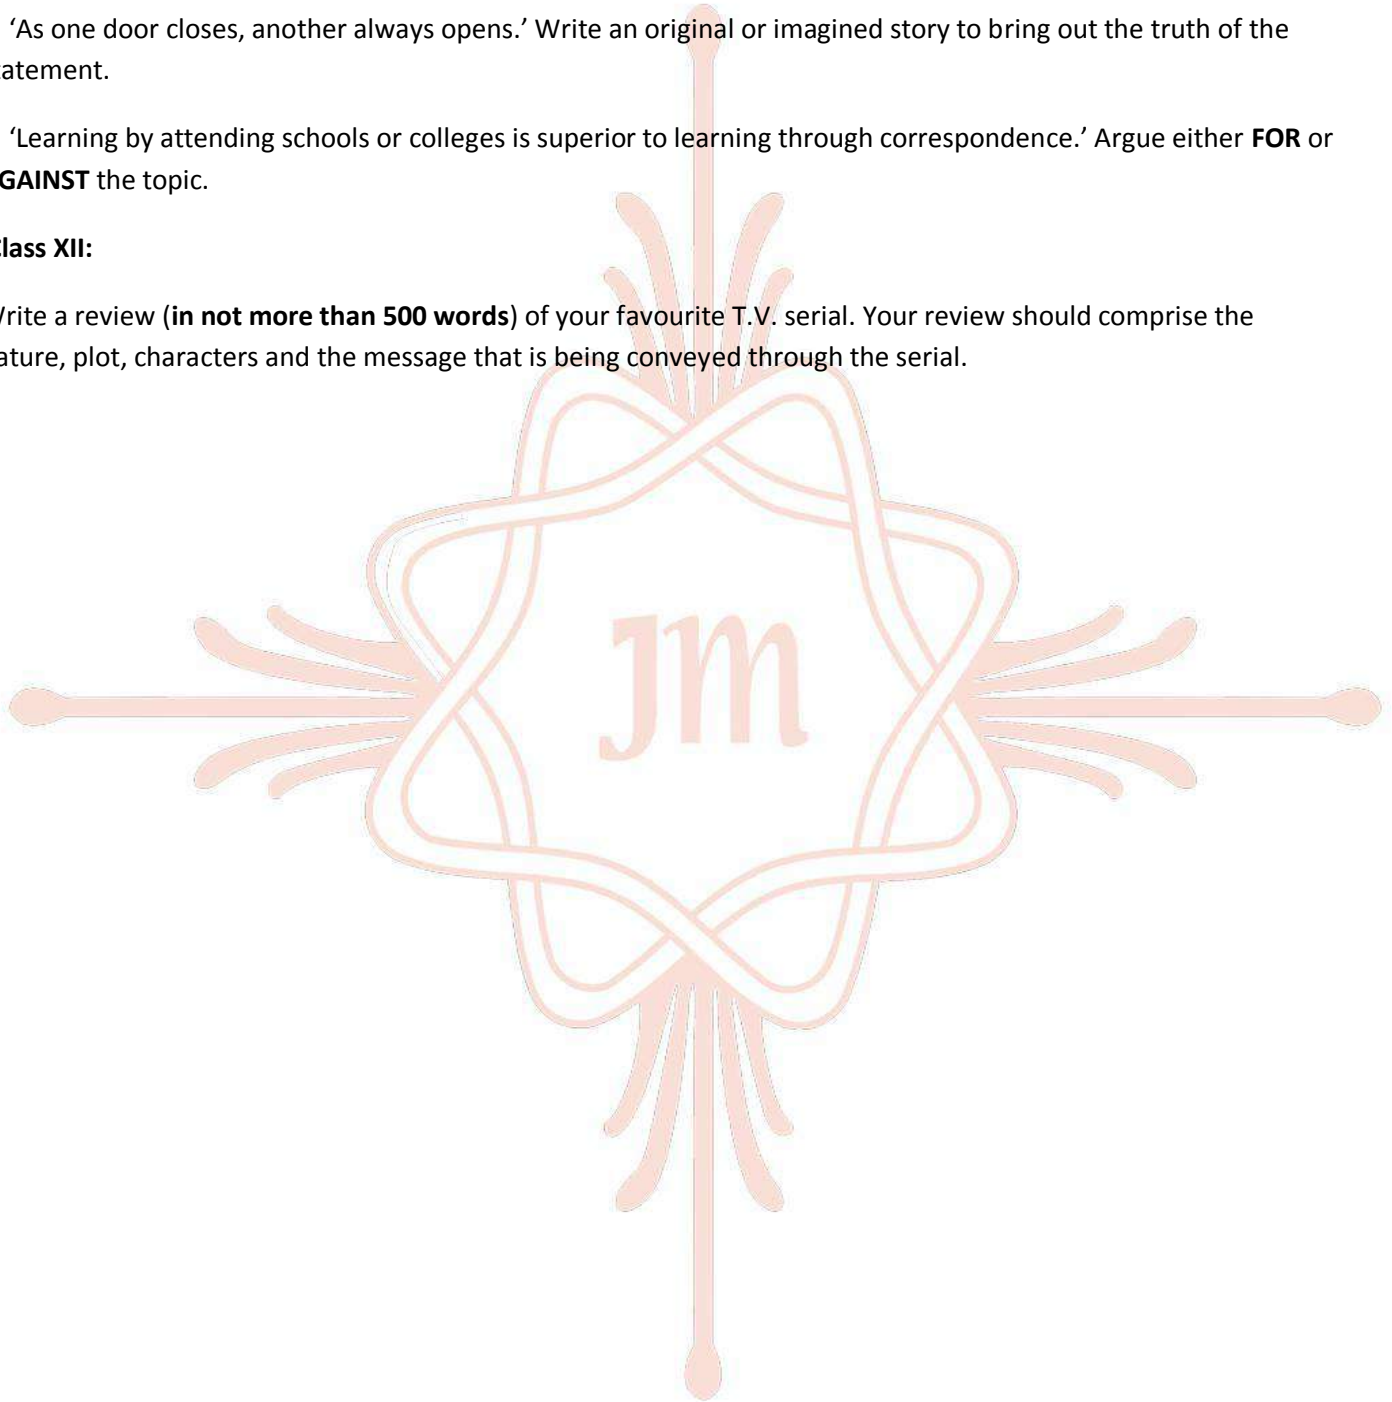 ‘As one door closes, another always opens.’ Write an original or imagined story to bring out the truth of the
tatement.
‘Learning by attending schools or colleges is superior to learning through correspondence.’ Argue either FOR or
GAINST the topic.
lass XII:
rite a review (in not more than 500 words) of your favourite T.V. serial. Your review should comprise the
ature, plot, characters and the message that is being conveyed through the serial.
JM